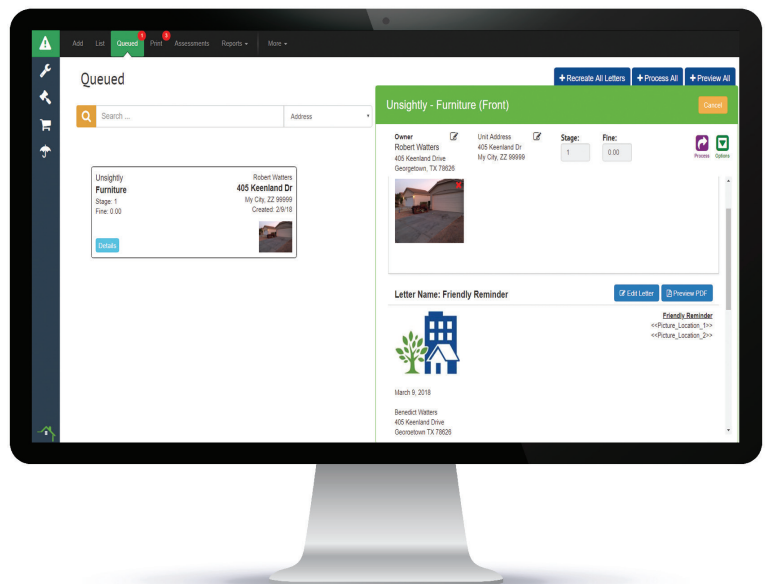 Add List Queued 1 Print 3 Assessments Reports More
Queued
+ Recreate All Letters + Process All + Preview All
Search ... Address
Unsightly - Furniture (Front) Cancel
Owner
Robert Watters
405 Keenland Drive
Georgetown, TX 78626
Unit Address
405 Keenland Dr
My City, ZZ 99999
Stage:
1
Fine:
0.00
Process Options
Unsightly
Furniture
Stage: 1
Fine: 0.00
Details
Robert Watters
405 Keenland Dr
My City, ZZ 99999
Created: 2/9/18
Letter Name: Friendly Reminder Edit Letter Preview PDF
Friendly Reminder
<<Picture_Location_1>>
<<Picture_Location_2>>
March 9, 2018
Benedict Watters
405 Keenland Drive
Georgetown TX 78626